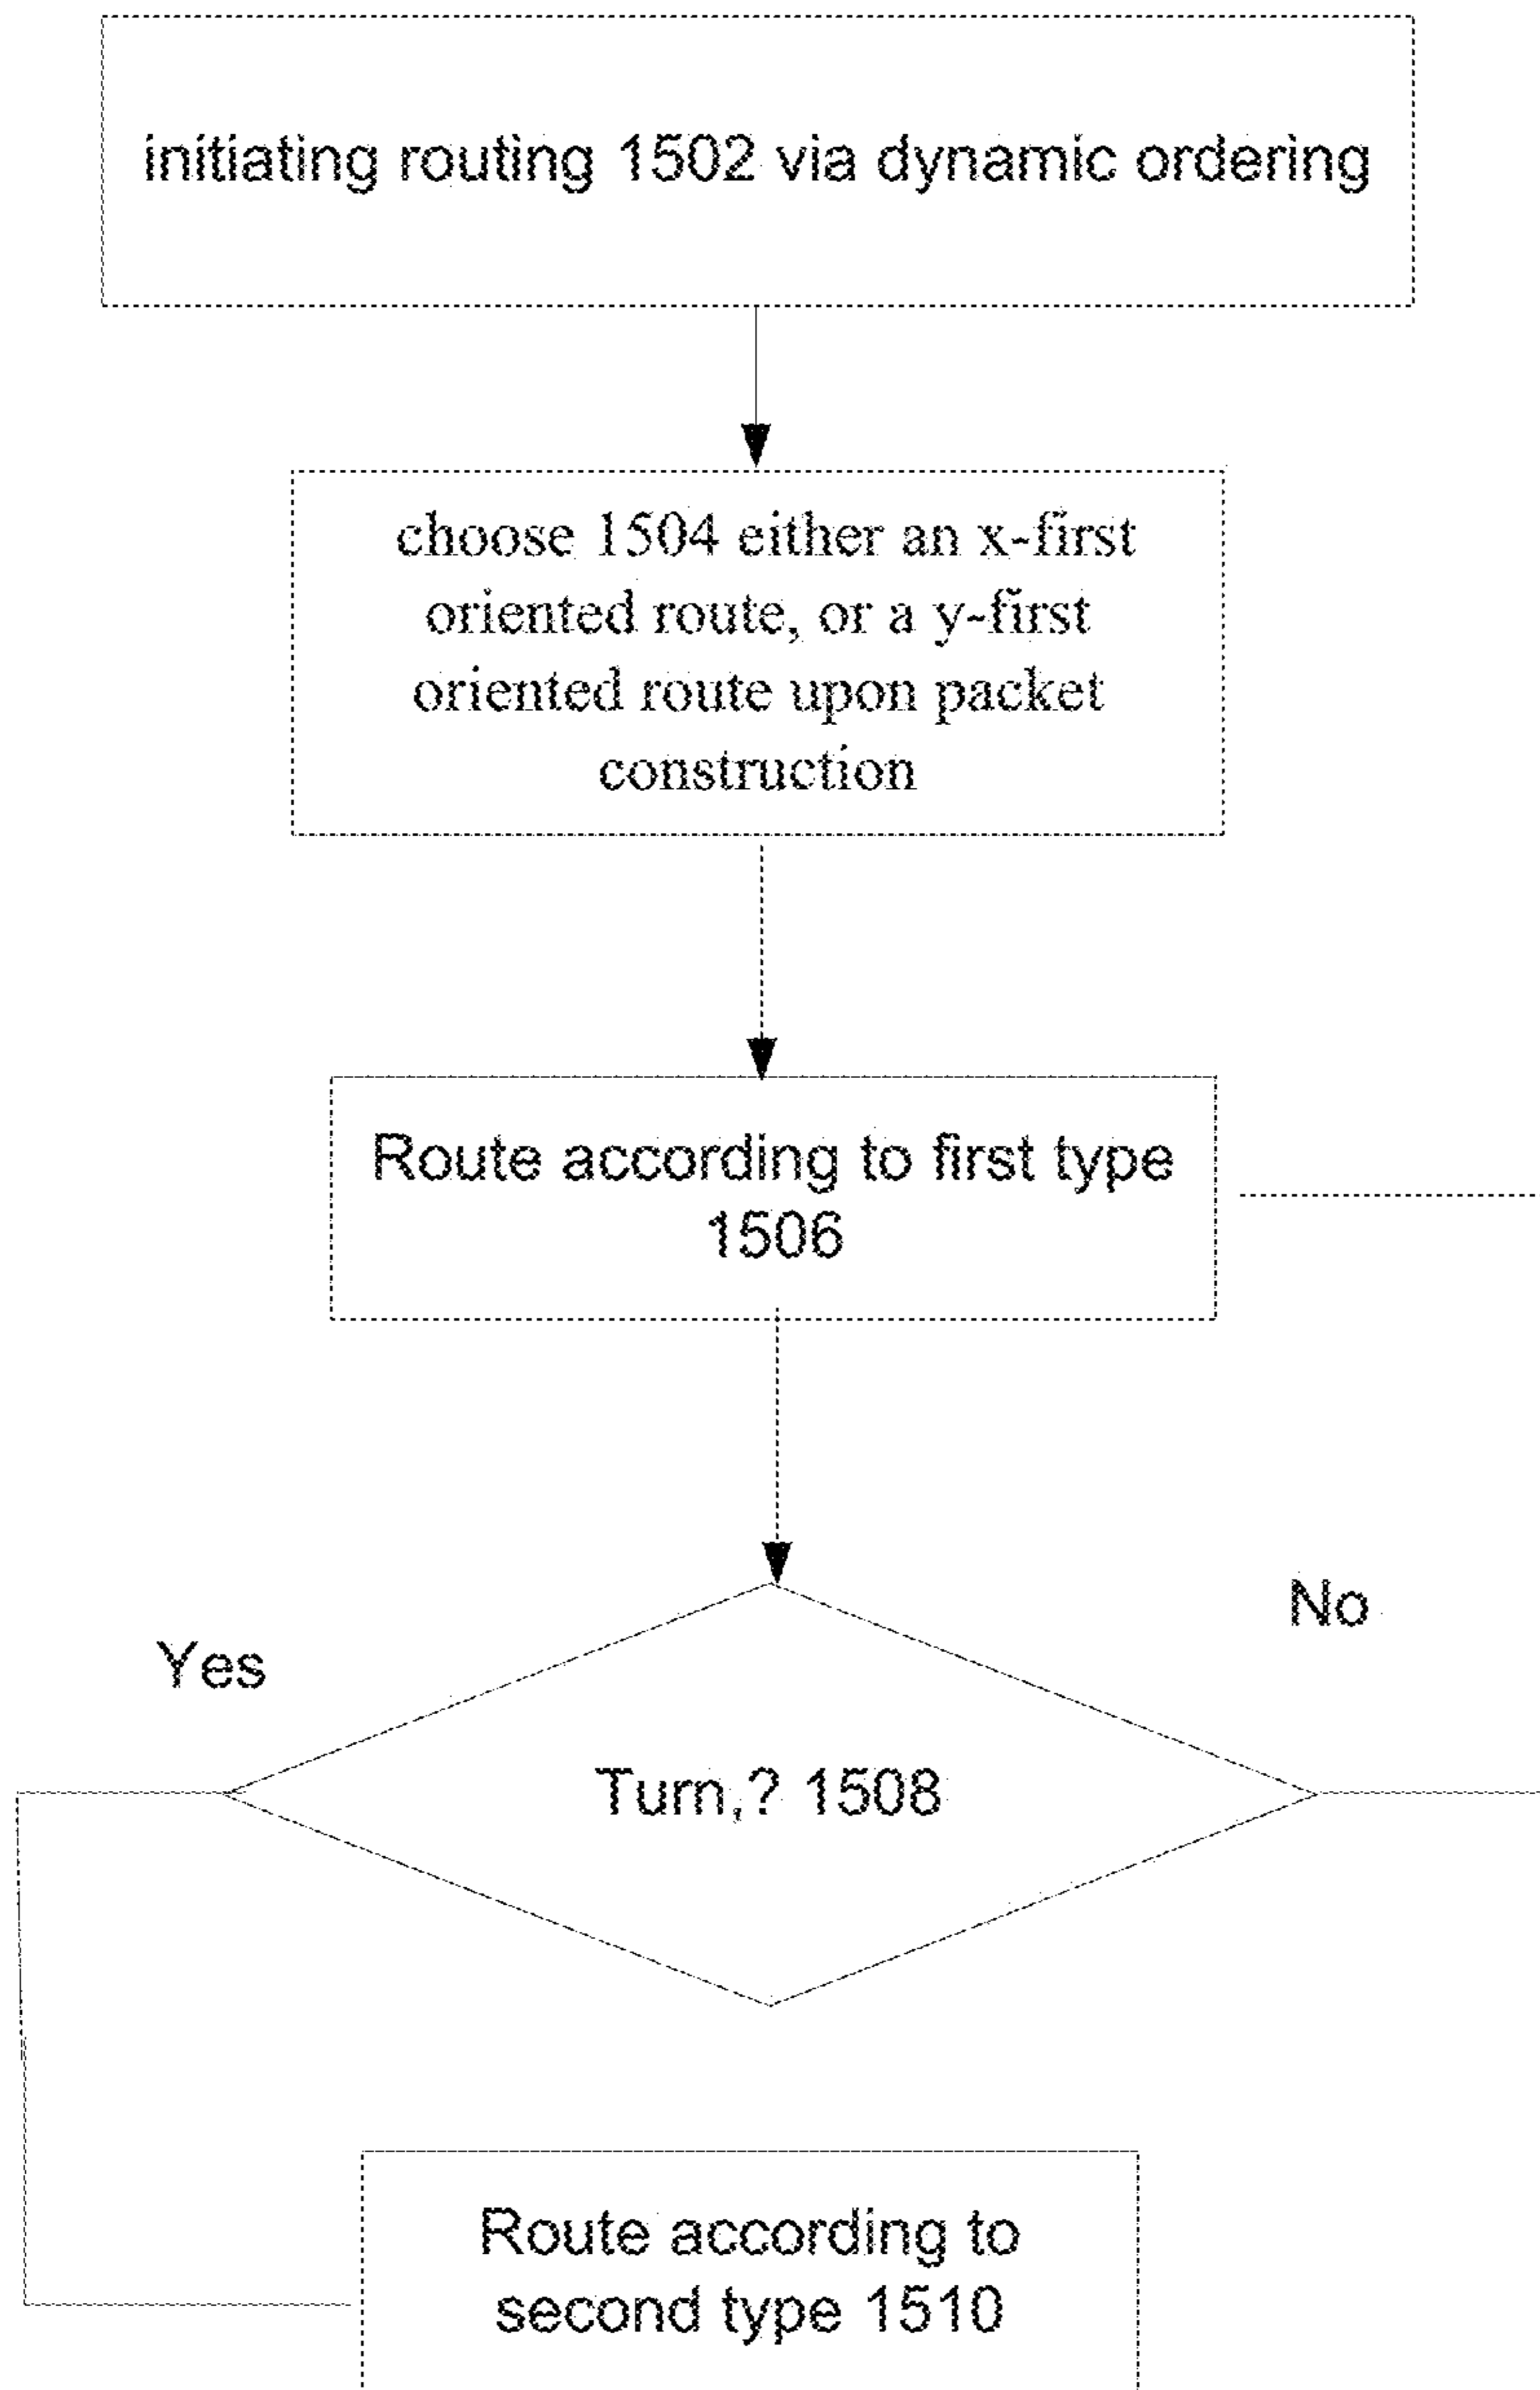 initiating routing 1502 via dynamic ordering
choose 1504 either an x-first
oriented route, or a y-first
oriented route upon packet
construction
Route according to first type
1506
No
Yes
Turn,? 1508
Route according to
second type 1510